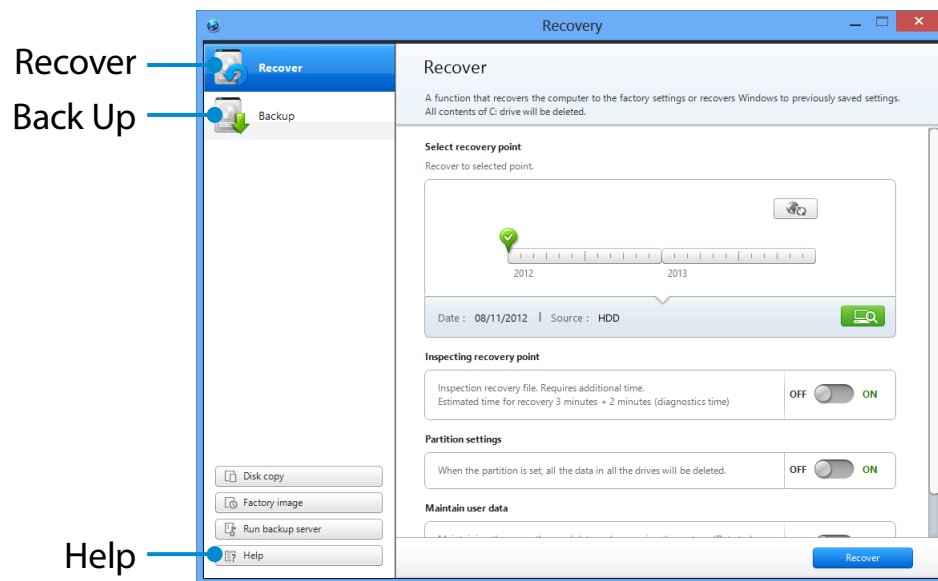 Recovery
Recover
Back Up
Help
Recover
Backup
Disk copy
Factory image
Run backup server
Help
Recover
A function that recovers the computer to the factory settings or recovers Windows to previously saved settings.
All contents of C: drive will be deleted.
Select recovery point
Recover to selected point.
2012 2013
Date : 08/11/2012 | Source : HDD
Inspecting recovery point
Inspection recovery file. Requires additional time.
Estimated time for recovery 3 minutes + 2 minutes (diagnostics time)
OFF ON
Partition settings
When the partition is set, all the data in all the drives will be deleted.
OFF ON
Maintain user data
Recover